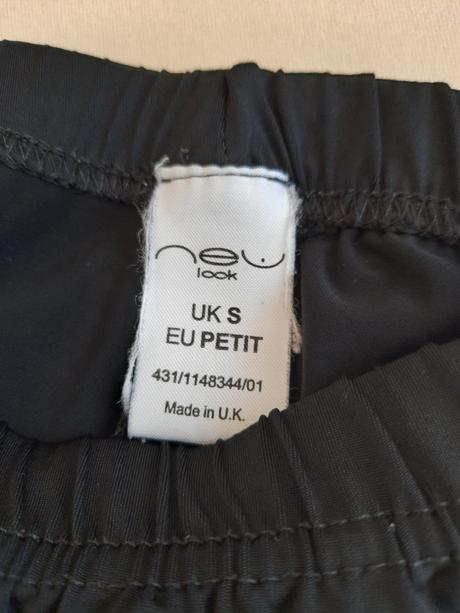 new
look
UK S
EU PETIT
431/1148344/01
Made in U.K.